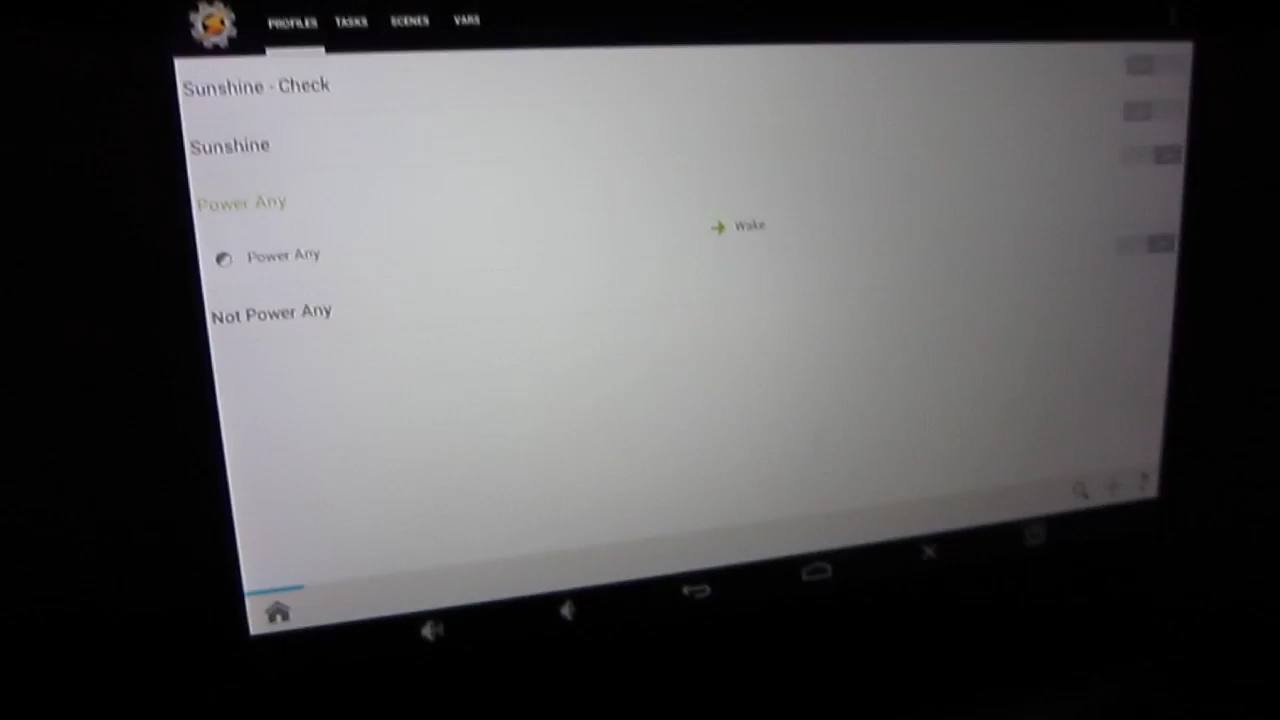 PROFILES TASKS SCENES VARS
Sunshine - Check
Sunshine
Power Any
Wake
Power Any
Not Power Any